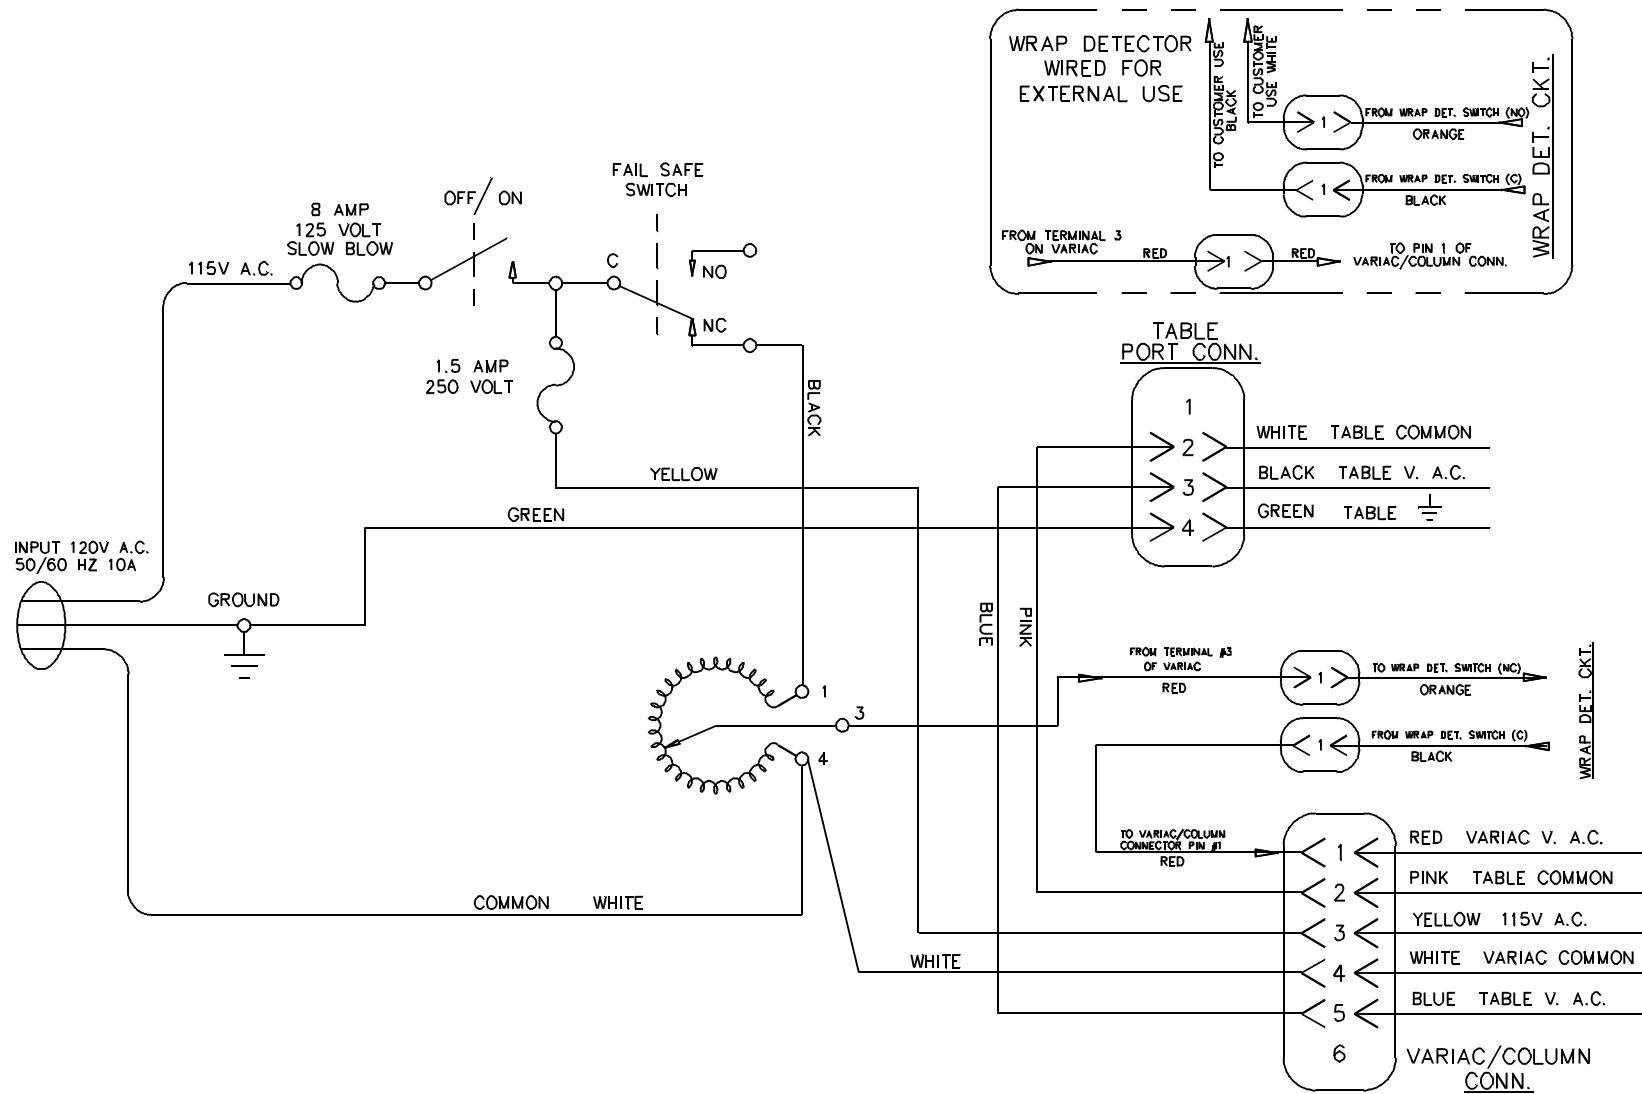 WRAP DETECTOR
WIRED FOR
EXTERNAL USE
TO CUSTOMER USE
BLACK
TO CUSTOMER
USE WHITE
1
FROM WRAP DET. SWITCH (NO)
ORANGE
1
FROM WRAP DET. SWITCH (C)
BLACK
WRAP DET. CKT.
FROM TERMINAL 3
ON VARIAC
RED
1
RED
TO PIN 1 OF
VARIAC/COLUMN CONN.
FAIL SAFE
SWITCH
OFF/ON
8 AMP
125 VOLT
SLOW BLOW
115V A.C.
C
NO
NC
1.5 AMP
250 VOLT
BLACK
YELLOW
GREEN
TABLE
PORT CONN.
1
2
WHITE TABLE COMMON
3
BLACK TABLE V. A.C.
4
GREEN TABLE
INPUT 120V A.C.
50/60 HZ 10A
GROUND
BLUE
PINK
1
3
4
FROM TERMINAL #3
OF VARIAC
RED
1
TO WRAP DET. SWITCH (NC)
ORANGE
1
FROM WRAP DET. SWITCH (C)
BLACK
WRAP DET. CKT.
TO VARIAC/COLUMN
CONNECTOR PIN #1
RED
1
RED VARIAC V. A.C.
2
PINK TABLE COMMON
3
YELLOW 115V A.C.
4
WHITE VARIAC COMMON
5
BLUE TABLE V. A.C.
6
VARIAC/COLUMN
CONN.
COMMON WHITE
WHITE